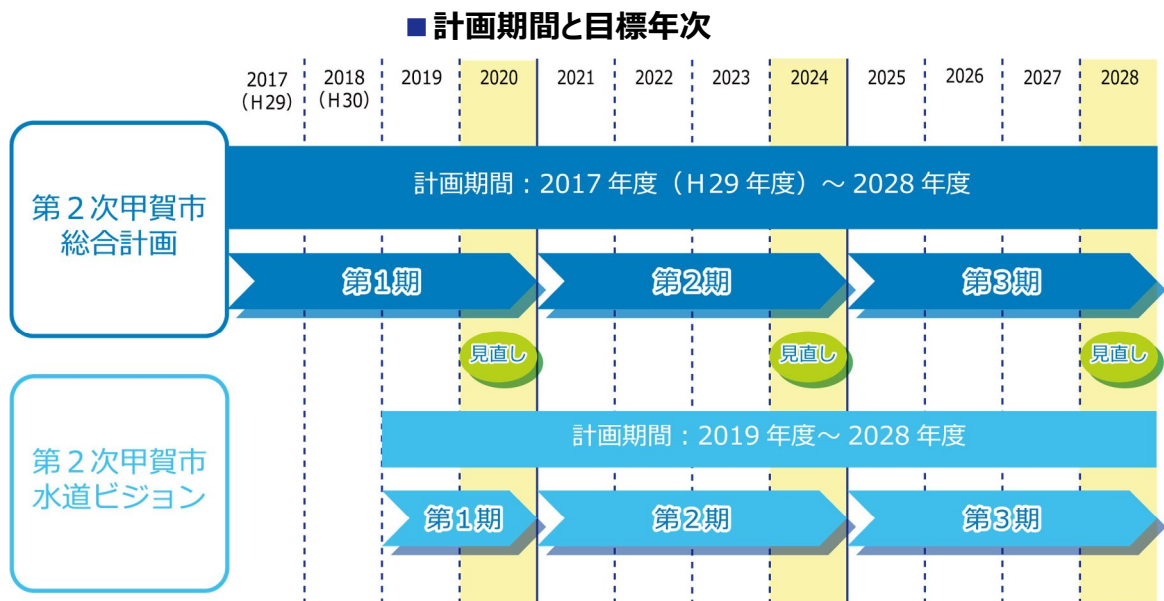 ■計画期間と目標年次
2017
(H29)
2018
(H30)
2019
2020
2021
2022
2023
2024
2025
2026
2027
2028
第２次甲賀市
総合計画
計画期間：2017 年度（H29 年度）～ 2028 年度
第1期
第2期
第3期
見直し
見直し
見直し
第２次甲賀市
水道ビジョン
計画期間：2019 年度～ 2028 年度
第1期
第2期
第3期